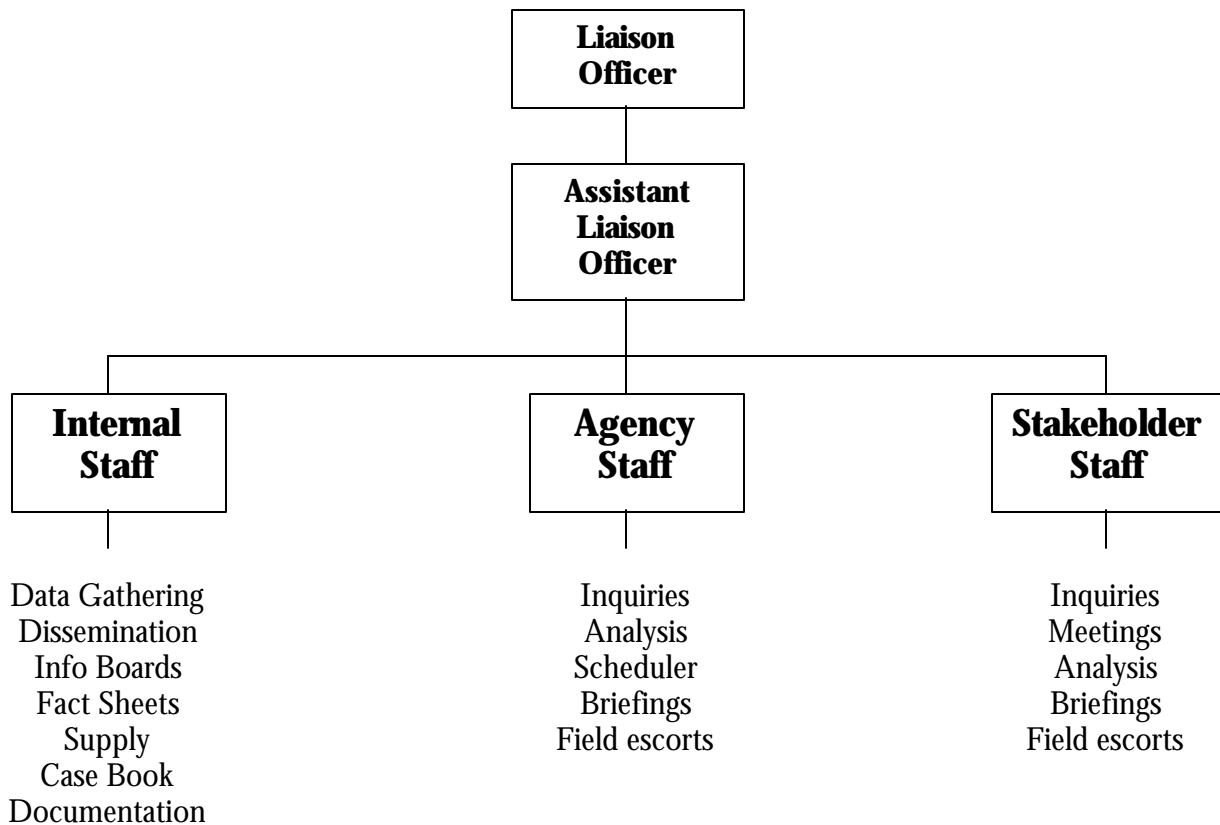 Liaison
Officer
Assistant
Liaison
Officer
Internal
Staff
Agency
Staff
Stakeholder
Staff
Data Gathering
Dissemination
Info Boards
Fact Sheets
Supply
Case Book
Documentation
Inquiries
Analysis
Scheduler
Briefings
Field escorts
Inquiries
Meetings
Analysis
Briefings
Field escorts